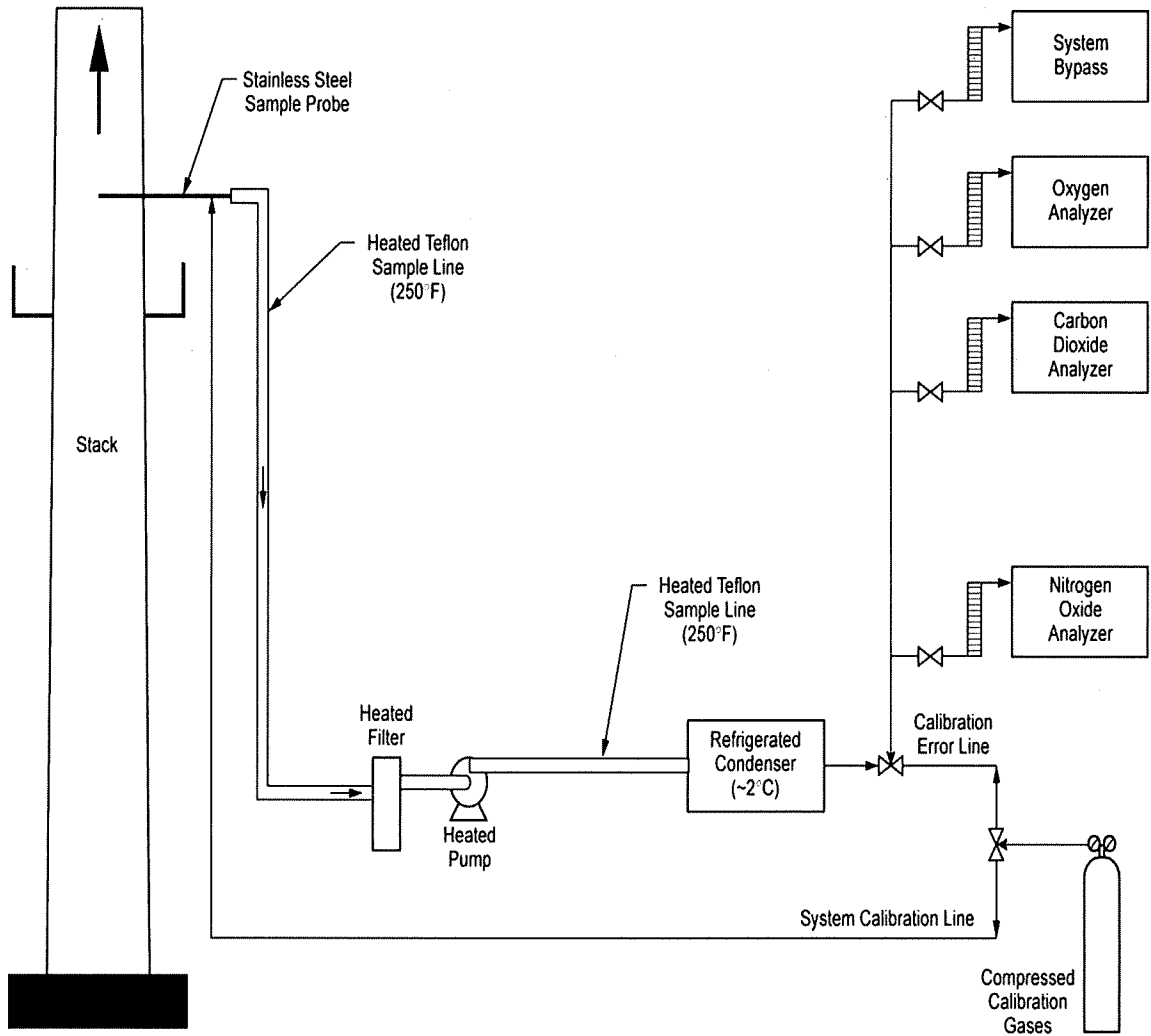 System
Bypass
Stainless Steel
Sample Probe
Oxygen
Analyzer
Heated Teflon
Sample Line
(250°F)
Carbon
Dioxide
Analyzer
Stack
Heated Teflon
Sample Line
(250°F)
Nitrogen
Oxide
Analyzer
Heated
Filter
Refrigerated
Condenser
(~2°C)
Calibration
Error Line
Heated
Pump
System Calibration Line
Compressed
Calibration
Gases